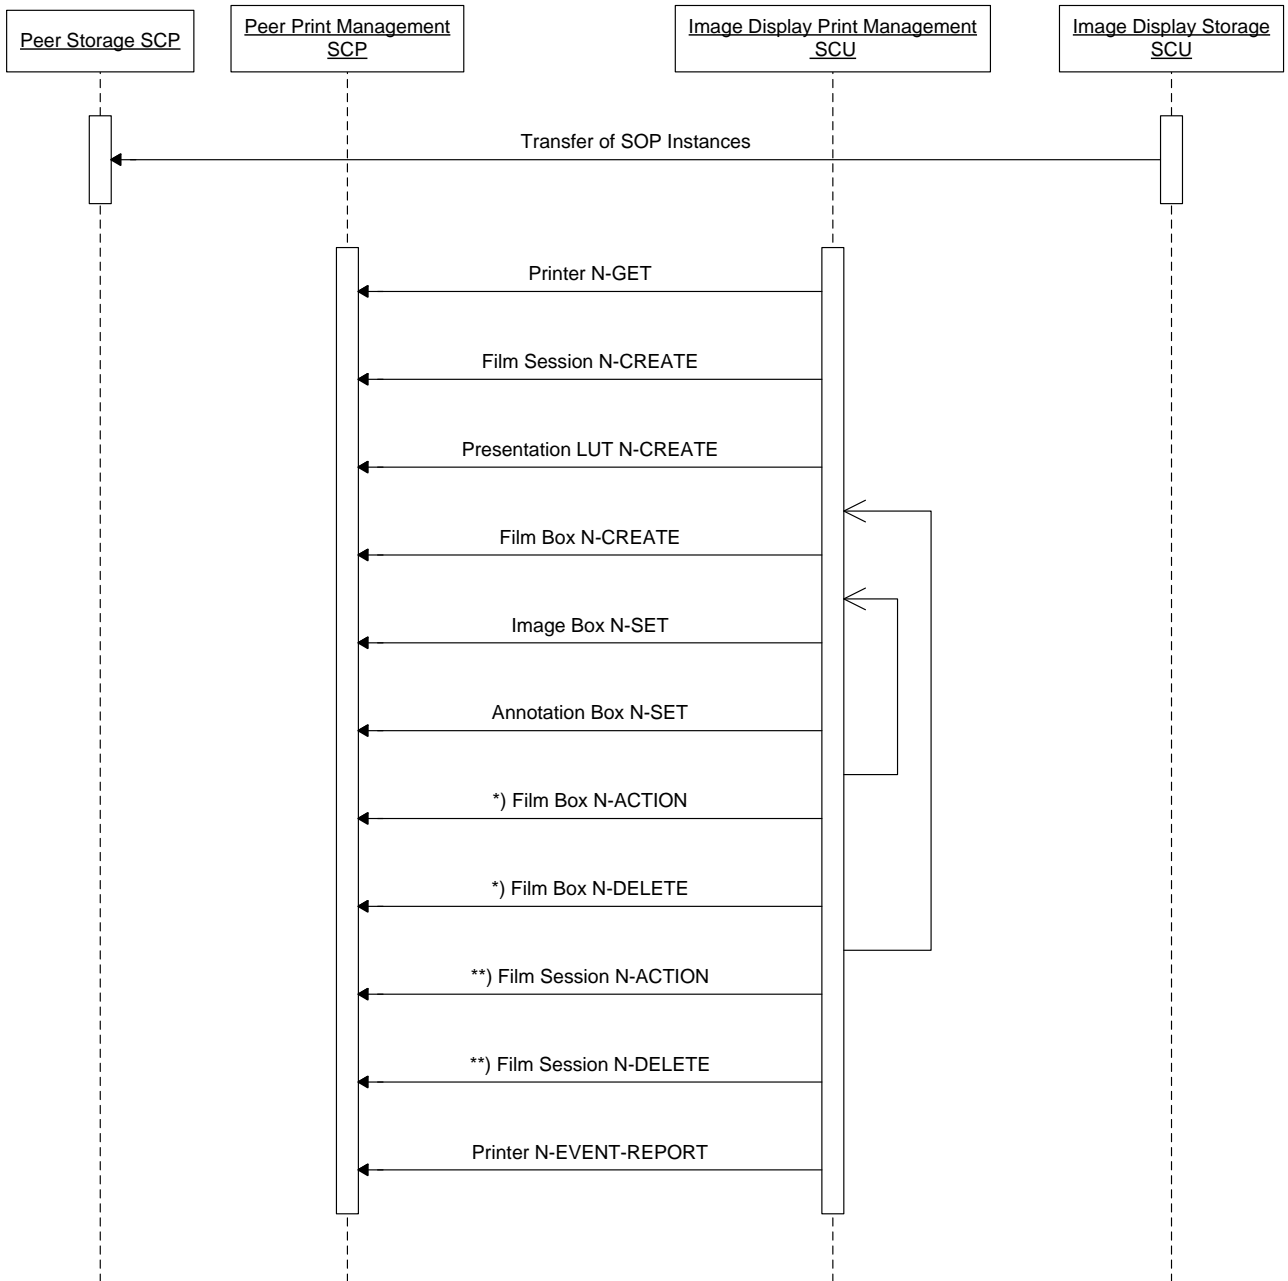 Peer Storage SCP
Peer Print Management
SCP
Image Display Print Management
SCU
Image Display Storage
SCU
Transfer of SOP Instances
Printer N-GET
Film Session N-CREATE
Presentation LUT N-CREATE
Film Box N-CREATE
Image Box N-SET
Annotation Box N-SET
*) Film Box N-ACTION
*) Film Box N-DELETE
**) Film Session N-ACTION
**) Film Session N-DELETE
Printer N-EVENT-REPORT